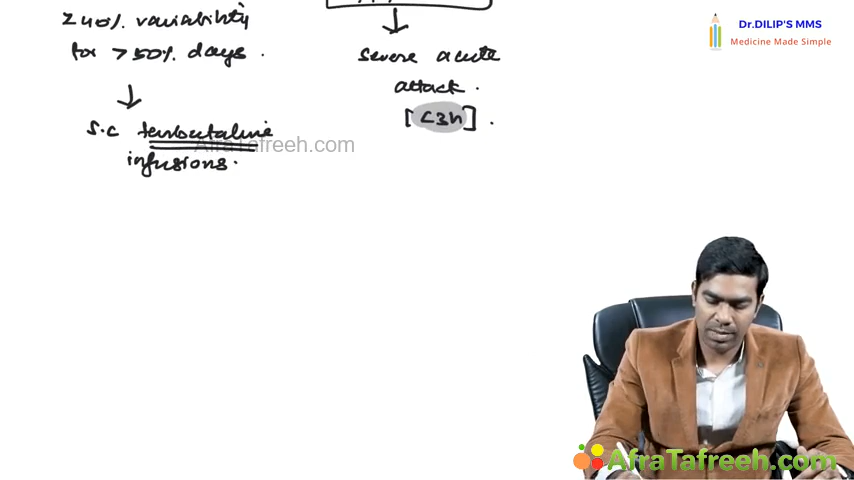 ≥40% variability
for >50% days.
↓
S.C terbutaline
infusions.
↓
severe acute
attack.
[<3h].
Dr.DILIP'S MMS
Medicine Made Simple
AfraTafreeh.com
AfraTafreeh.com